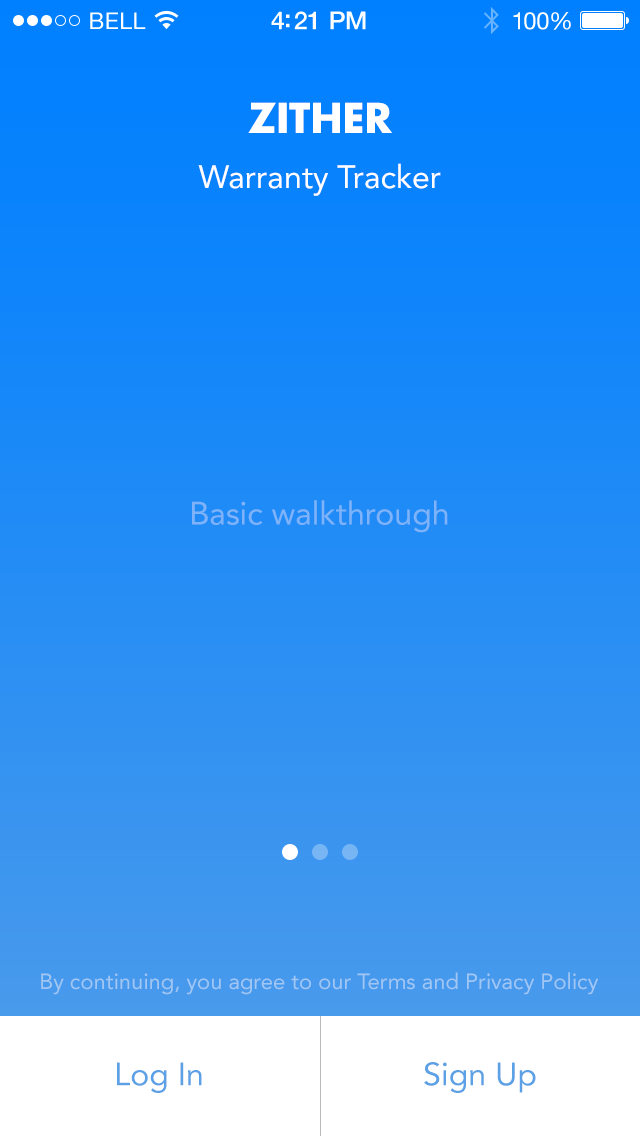 BELL 4:21 PM 100%
ZITHER
Warranty Tracker
Basic walkthrough
By continuing, you agree to our Terms and Privacy Policy
Log In Sign Up